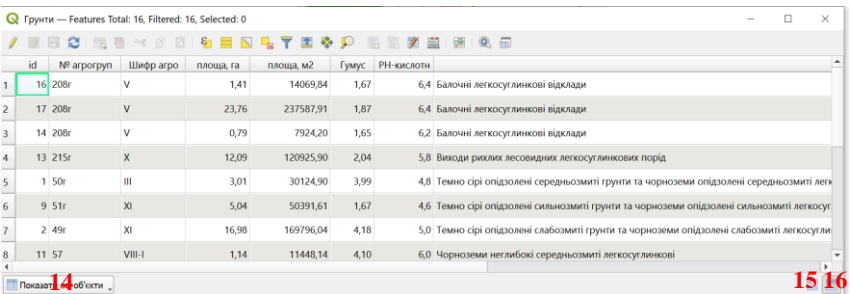 Грунти — Features Total: 16, Filtered: 16, Selected: 0
id № агрогруп Шифр агро площа, га площа, м2 Гумус PH-кислотн
1 16 208г V 1,41 14069,84 1,67 6,4 Балочні легкосуглинкові відклади
2 17 208г V 23,76 237587,91 1,87 6,4 Балочні легкосуглинкові відклади
3 14 208г V 0,79 7924,20 1,65 6,2 Балочні легкосуглинкові відклади
4 13 215г X 12,09 120925,90 2,04 5,8 Виходи рихлих лесовидних легкосуглинкових порід
5 1 50г III 3,01 30124,90 3,99 4,8 Темно сірі опідзолені середньозмиті грунти та чорноземи опідзолені середньозмиті легк
6 9 51г XI 5,04 50391,61 1,67 4,6 Темно сірі опідзолені сильнозмиті грунти та чорноземи опідзолені сильнозмиті легкосуг.
7 2 49г XI 16,98 169796,04 4,18 5,0 Темно сірі опідзолені слабозмиті грунти та чорноземи опідзолені слабозмиті легкосугли
8 11 57 VIII-I 1,14 11448,14 4,10 6,0 Чорноземи неглибокі середньозмиті легкосуглинкові
Показат об'єкти 14 15 16